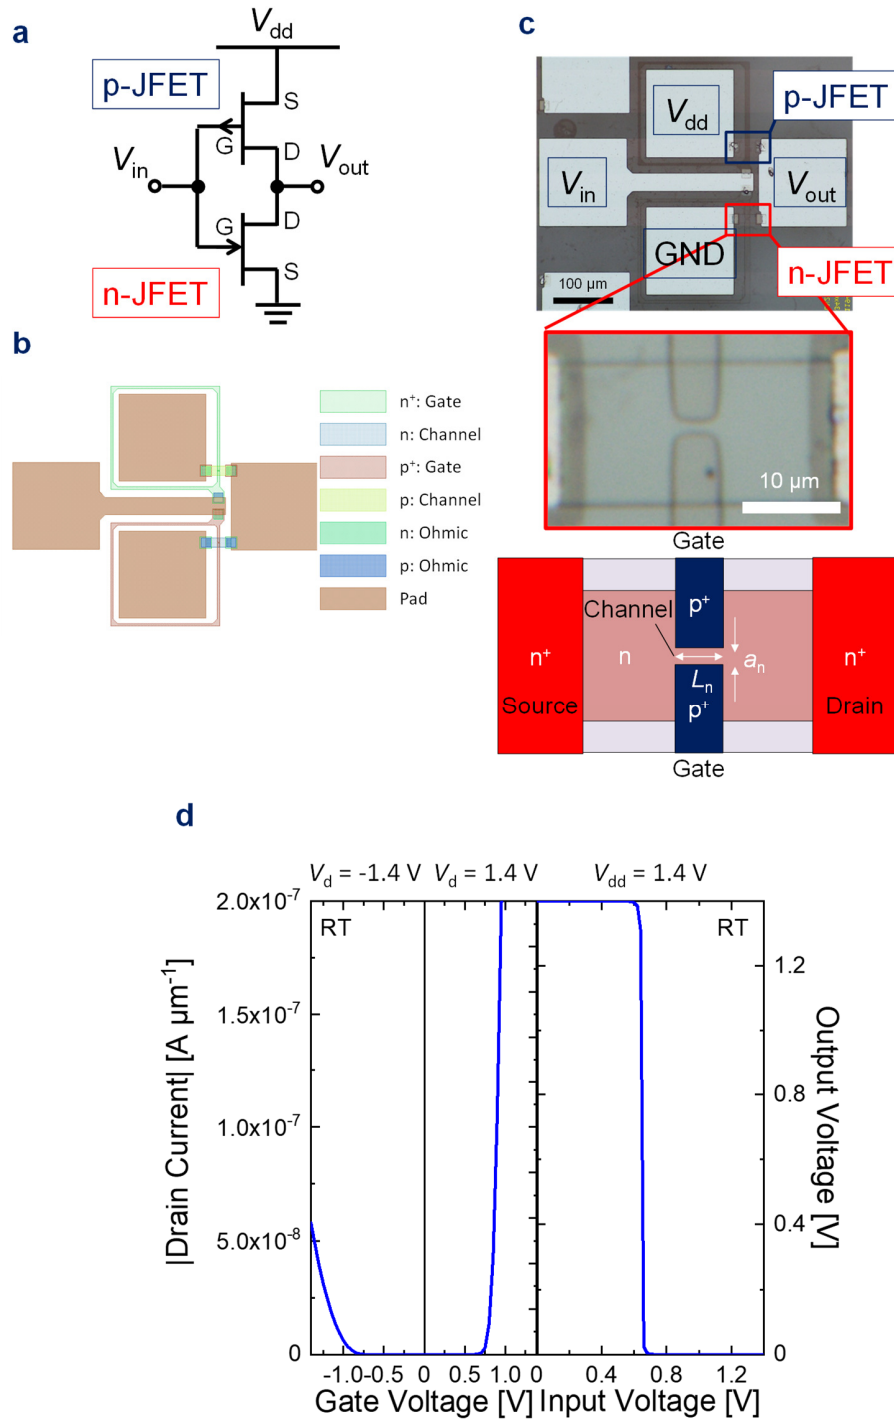 a
V_dd
p-JFET
S
G
D
V_in
V_out
G
D
S
n-JFET
b
n⁺: Gate
n: Channel
p⁺: Gate
p: Channel
n: Ohmic
p: Ohmic
Pad
c
V_dd
p-JFET
V_in
V_out
GND
n-JFET
100 µm
10 µm
Gate
Channel
p⁺
n⁺
n
a_n
n⁺
L_n
Source
p⁺
Drain
Gate
d
V_d = -1.4 V
V_d = 1.4 V
V_dd = 1.4 V
RT
RT
2.0x10⁻⁷
1.5x10⁻⁷
1.0x10⁻⁷
5.0x10⁻⁸
0
|Drain Current| [A µm⁻¹]
1.2
0.8
0.4
0
Output Voltage [V]
-1.0 -0.5 0 0.5 1.0 0 0.4 0.8 1.2
Gate Voltage [V]
Input Voltage [V]